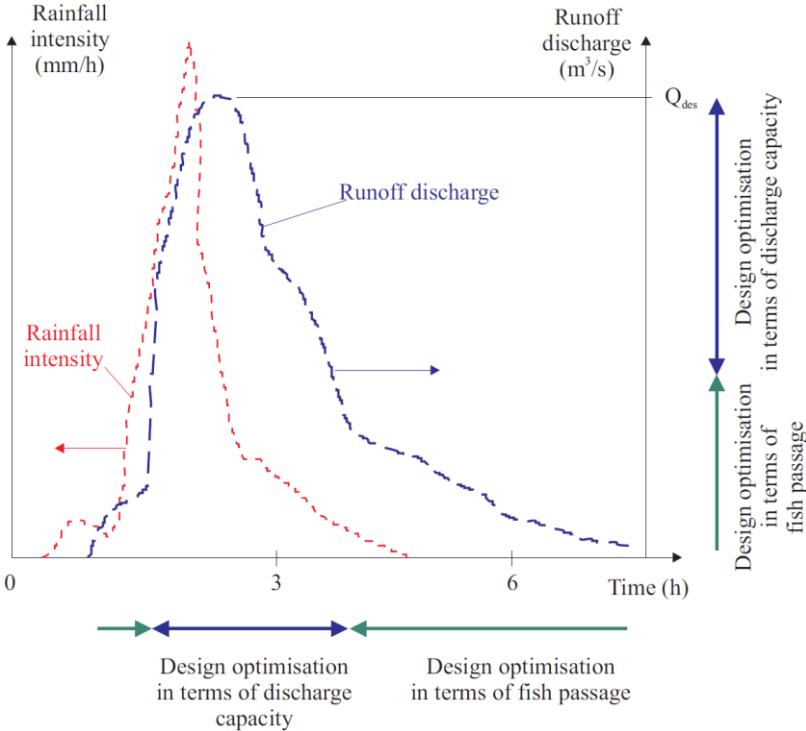 Rainfall
intensity
(mm/h)
Runoff
discharge
(m³/s)
Q_des
Runoff discharge
Rainfall
intensity
Design optimisation
in terms of discharge capacity
Design optimisation
in terms of
fish passage
0
3
6
Time (h)
Design optimisation
in terms of discharge
capacity
Design optimisation
in terms of fish passage